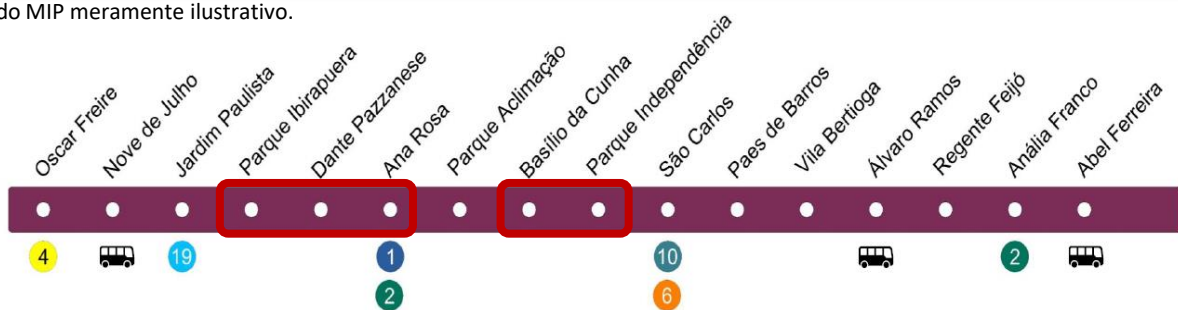 do MIP meramente ilustrativo.
Oscar Freire
Nove de Julho
Jardim Paulista
Parque Ibirapuera
Dante Pazzanese
Ana Rosa
Parque Aclimação
Basílio da Cunha
Parque Independência
São Carlos
Paes de Barros
Vila Bertioga
Álvaro Ramos
Regente Feijó
Anália Franco
Abel Ferreira
4
19
1
10
2
2
6